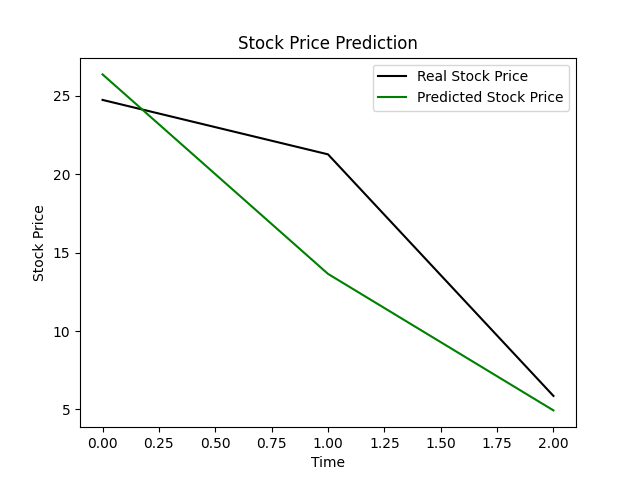 Stock Price Prediction
Real Stock Price
Predicted Stock Price
Stock Price
25
20
15
10
5
0.00 0.25 0.50 0.75 1.00 1.25 1.50 1.75 2.00
Time